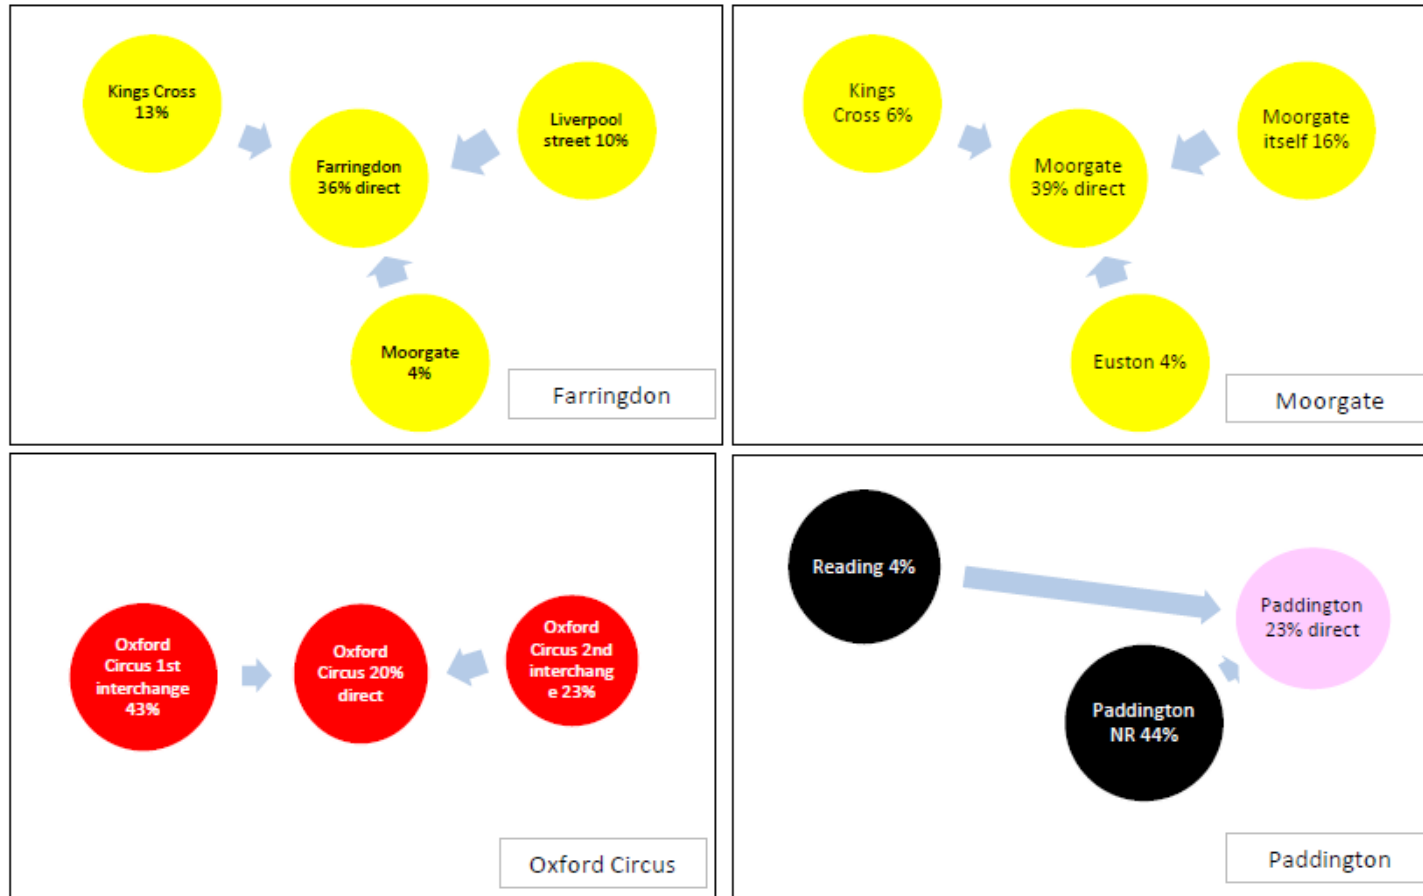 Kings Cross
13%
Liverpool
street 10%
Farringdon
36% direct
Moorgate
4%
Farringdon
Kings
Cross 6%
Moorgate
itself 16%
Moorgate
39% direct
Euston 4%
Moorgate
Oxford
Circus 1st
interchange
43%
Oxford
Circus 20%
direct
Oxford
Circus 2nd
interchang
e 23%
Oxford Circus
Reading 4%
Paddington
23% direct
Paddington
NR 44%
Paddington